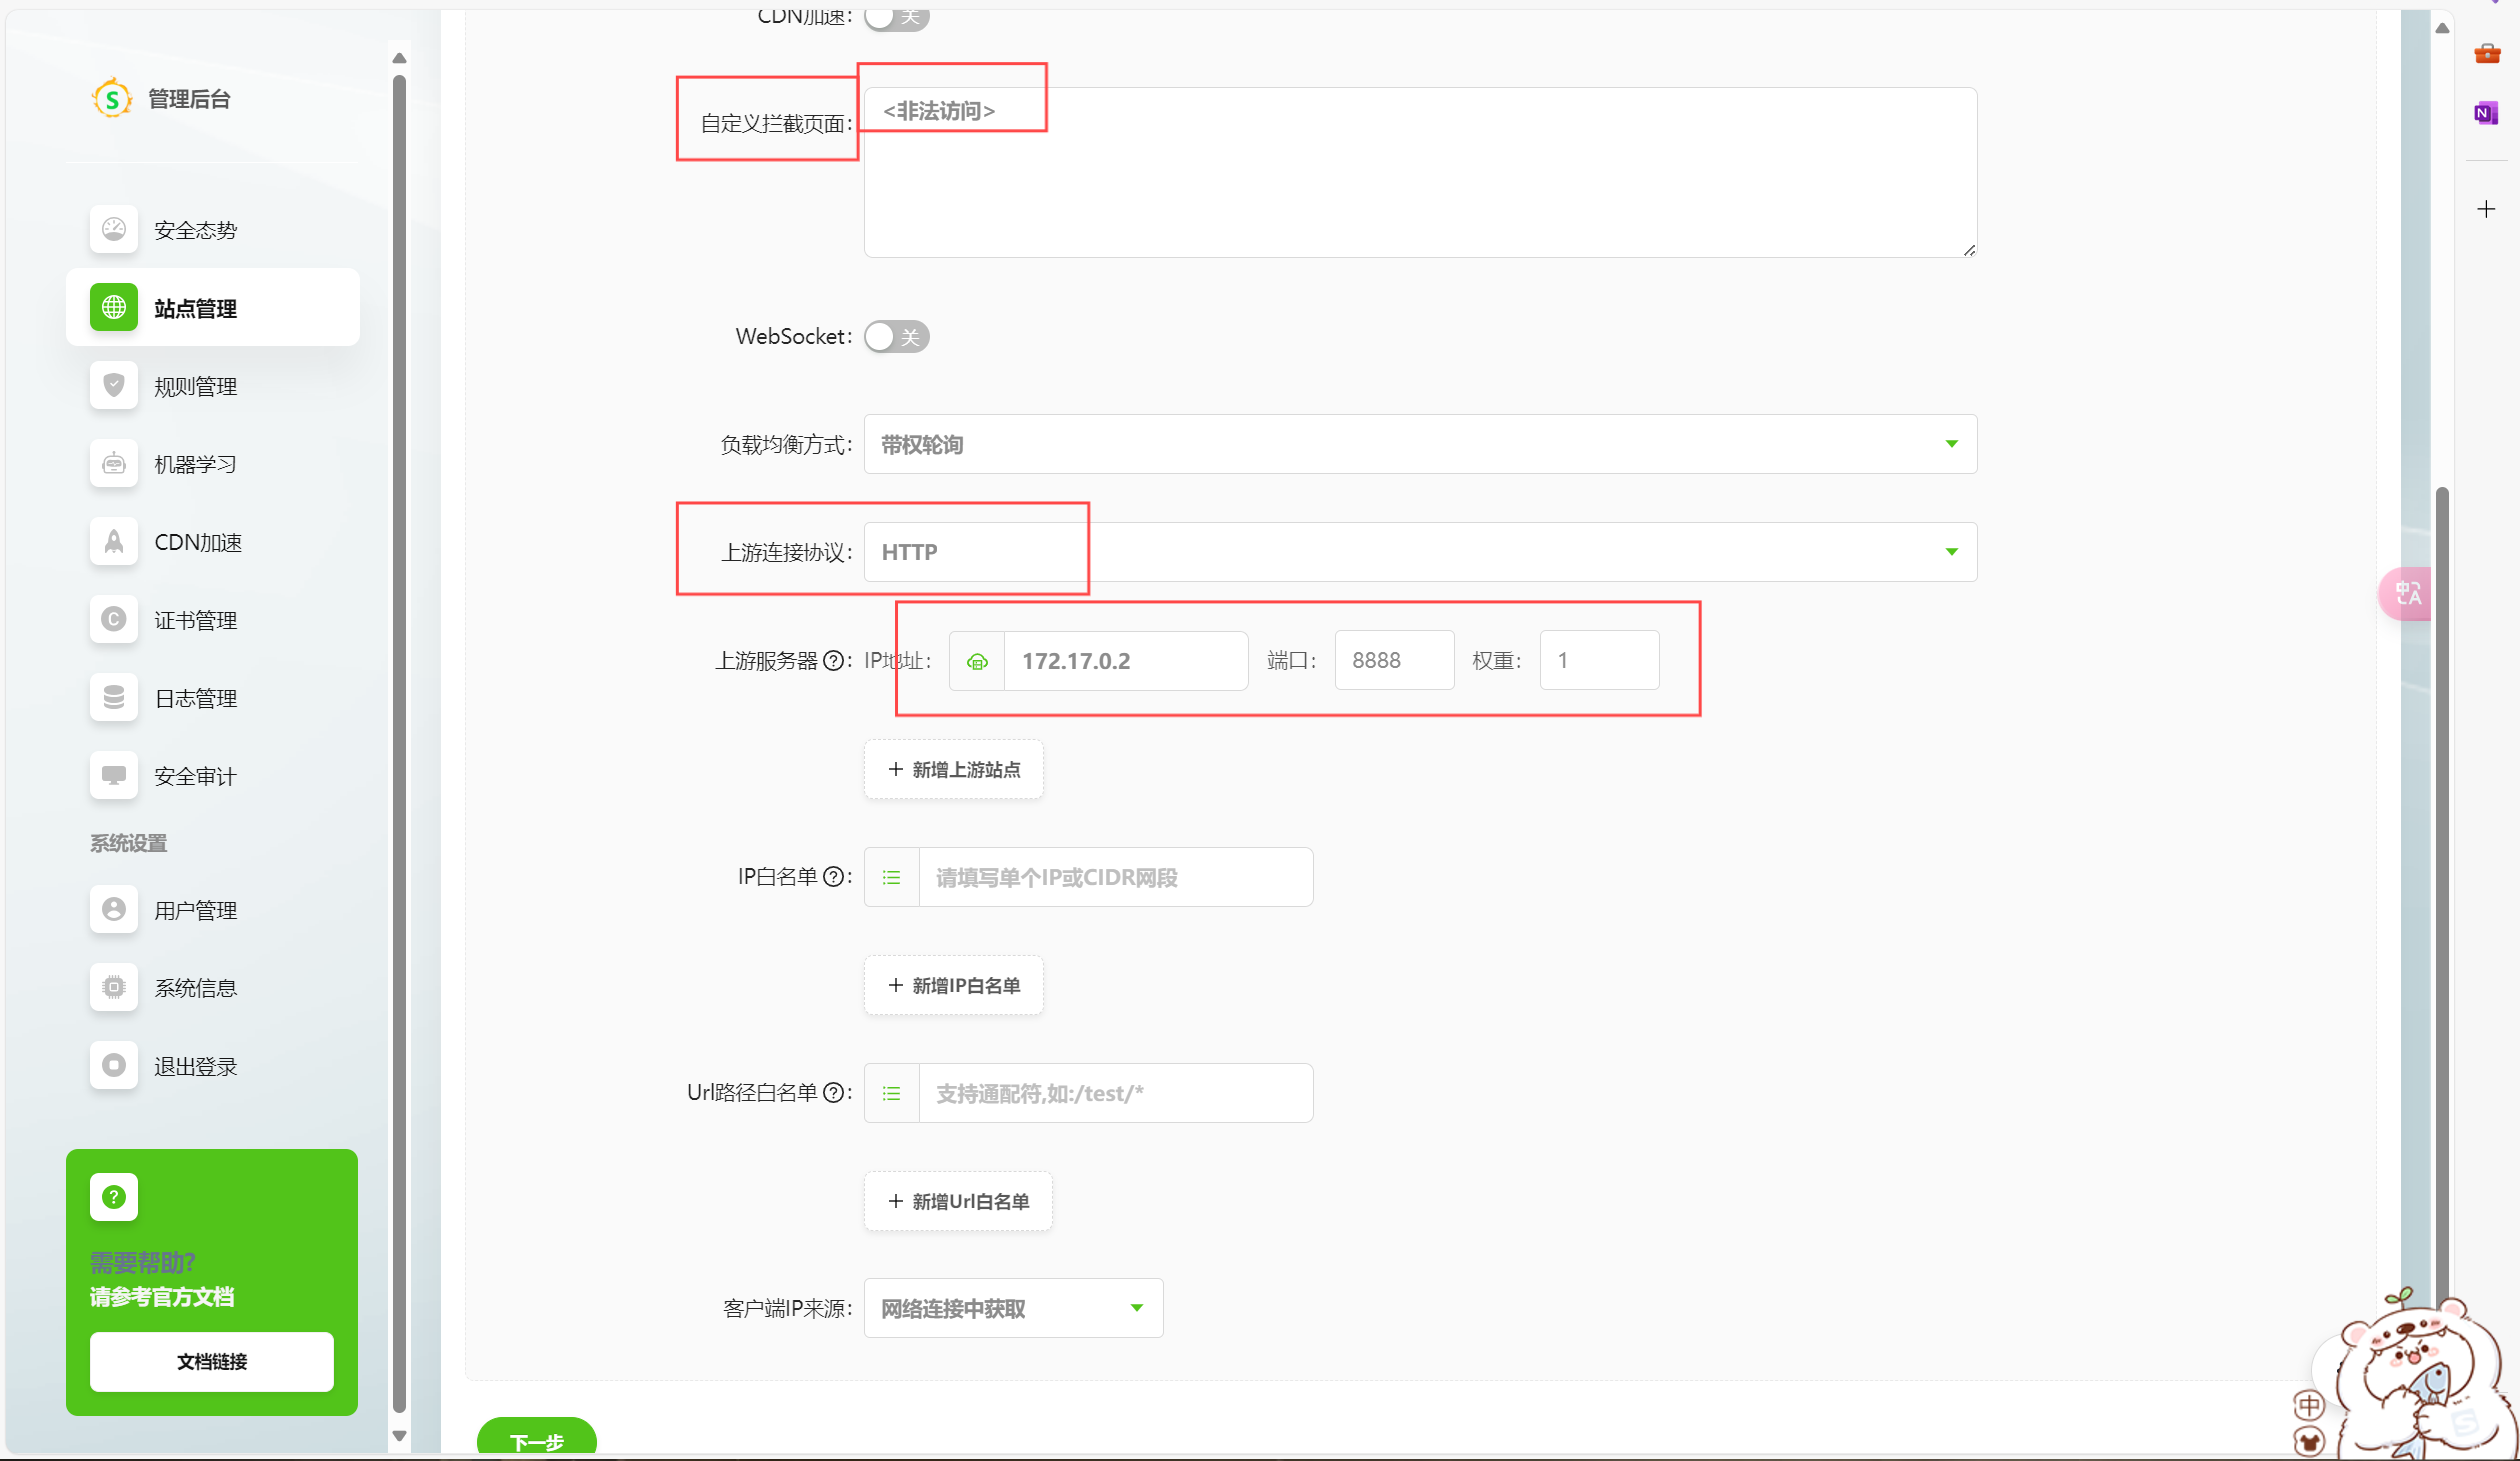 管理后台
安全态势
站点管理
规则管理
机器学习
CDN加速
证书管理
日志管理
安全审计
系统设置
用户管理
系统信息
退出登录
需要帮助?
请参考官方文档
文档链接
CDN加速: 关
自定义拦截页面: <非法访问>
WebSocket: 关
负载均衡方式: 带权轮询
上游连接协议: HTTP
上游服务器?: IP地址: 172.17.0.2 端口: 8888 权重: 1
+ 新增上游站点
IP白名单?: 请填写单个IP或CIDR网段
+ 新增IP白名单
Url路径白名单?: 支持通配符,如:/test/*
+ 新增Url白名单
客户端IP来源: 网络连接中获取
下一步
中